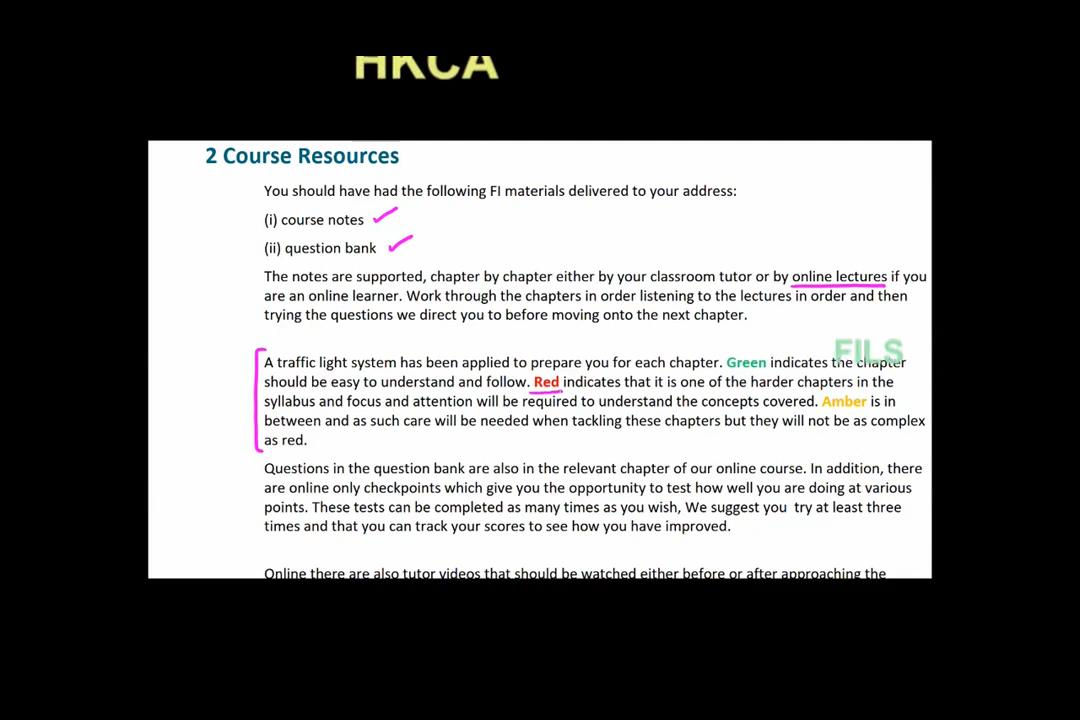 HKCA
2 Course Resources
You should have had the following FI materials delivered to your address:
(i) course notes
(ii) question bank
The notes are supported, chapter by chapter either by your classroom tutor or by online lectures if you
are an online learner. Work through the chapters in order listening to the lectures in order and then
trying the questions we direct you to before moving onto the next chapter.
FILS
A traffic light system has been applied to prepare you for each chapter. Green indicates the chapter
should be easy to understand and follow. Red indicates that it is one of the harder chapters in the
syllabus and focus and attention will be required to understand the concepts covered. Amber is in
between and as such care will be needed when tackling these chapters but they will not be as complex
as red.
Questions in the question bank are also in the relevant chapter of our online course. In addition, there
are online only checkpoints which give you the opportunity to test how well you are doing at various
points. These tests can be completed as many times as you wish, We suggest you try at least three
times and that you can track your scores to see how you have improved.
Online there are also tutor videos that should be watched either before or after approaching the